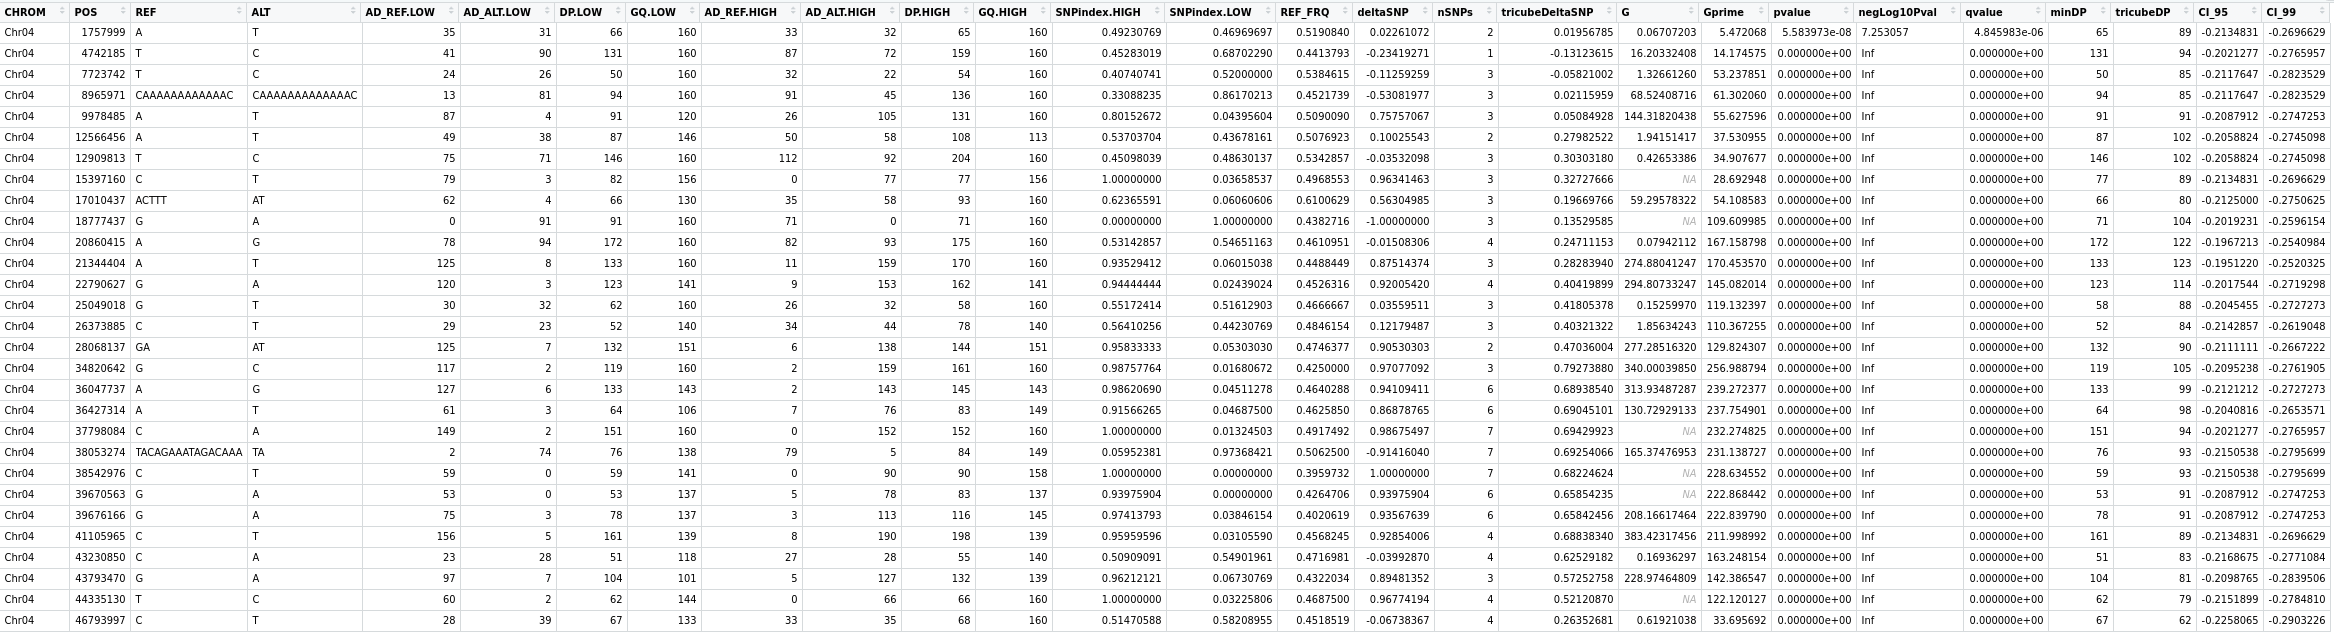 CHROM POS REF ALT AD_REF.LOW AD_ALT.LOW DP.LOW GQ.LOW AD_REF.HIGH AD_ALT.HIGH DP.HIGH GQ.HIGH SNPindex.HIGH SNPindex.LOW REF_FRQ deltaSNP nSNPs tricubeDeltaSNP G Gprime pvalue negLog10Pval qvalue minDP tricubeDP CI_95 CI_99
Chr04 1757999 A T 35 31 66 160 33 32 65 160 0.49230769 0.46969697 0.5190840 0.02261072 2 0.01956785 0.06707203 5.472068 5.583973e-08 7.253057 4.845983e-06 65 89 -0.2134831 -0.2696629
Chr04 4742185 T C 41 90 131 160 87 72 159 160 0.45283019 0.68702290 0.4413793 -0.23419271 1 -0.13123615 16.20332408 14.174575 0.000000e+00 Inf 0.000000e+00 131 94 -0.2021277 -0.2765957
Chr04 7723742 T C 24 26 50 160 32 22 54 160 0.40740741 0.52000000 0.5384615 -0.11259259 3 -0.05821002 1.32661260 53.237851 0.000000e+00 Inf 0.000000e+00 50 85 -0.2117647 -0.2823529
Chr04 8965971 CAAAAAAAAAAAAC CAAAAAAAAAAAAAC 13 81 94 160 91 45 136 160 0.33088235 0.86170213 0.4521739 -0.53081977 3 0.02115959 68.52408716 61.302060 0.000000e+00 Inf 0.000000e+00 94 85 -0.2117647 -0.2823529
Chr04 9978485 A T 87 4 91 120 26 105 131 160 0.80152672 0.04395604 0.5090090 0.75757067 3 0.05084928 144.31820438 55.627596 0.000000e+00 Inf 0.000000e+00 91 91 -0.2087912 -0.2747253
Chr04 12566456 A T 49 38 87 146 50 58 108 113 0.53703704 0.43678161 0.5076923 0.10025543 2 0.27982522 1.94151417 37.530955 0.000000e+00 Inf 0.000000e+00 87 102 -0.2058824 -0.2745098
Chr04 12909813 T C 75 71 146 160 112 92 204 160 0.45098039 0.48630137 0.5342857 -0.03532098 3 0.30303180 0.42653386 34.907677 0.000000e+00 Inf 0.000000e+00 146 102 -0.2058824 -0.2745098
Chr04 15397160 C T 79 3 82 156 0 77 77 156 1.00000000 0.03658537 0.4968553 0.96341463 3 0.32727666 NA 28.692948 0.000000e+00 Inf 0.000000e+00 77 89 -0.2134831 -0.2696629
Chr04 17010437 ACTTT AT 62 4 66 130 35 58 93 160 0.62365591 0.06060606 0.6100629 0.56304985 3 0.19669766 59.29578322 54.108583 0.000000e+00 Inf 0.000000e+00 66 80 -0.2125000 -0.2750625
Chr04 18777437 G A 0 91 91 160 71 0 71 160 0.00000000 1.00000000 0.4382716 -1.00000000 3 0.13529585 NA 109.609985 0.000000e+00 Inf 0.000000e+00 71 104 -0.2019231 -0.2596154
Chr04 20860415 A G 78 94 172 160 82 93 175 160 0.53142857 0.54651163 0.4610951 -0.01508306 4 0.24711153 0.07942112 167.158798 0.000000e+00 Inf 0.000000e+00 172 122 -0.1967213 -0.2540984
Chr04 21344404 A T 125 8 133 160 11 159 170 160 0.93529412 0.06015038 0.4488449 0.87514374 3 0.28283940 274.88041247 170.453570 0.000000e+00 Inf 0.000000e+00 133 123 -0.1951220 -0.2520325
Chr04 22790627 G A 120 3 123 141 9 153 162 141 0.94444444 0.02439024 0.4526316 0.92005420 4 0.40419899 294.80733247 145.082014 0.000000e+00 Inf 0.000000e+00 123 114 -0.2017544 -0.2719298
Chr04 25049018 G T 30 32 62 160 26 32 58 160 0.55172414 0.51612903 0.4666667 0.03559511 3 0.41805378 0.15259970 119.132397 0.000000e+00 Inf 0.000000e+00 58 88 -0.2045455 -0.2727273
Chr04 26373885 C T 29 23 52 140 34 44 78 140 0.56410256 0.44230769 0.4846154 0.12179487 3 0.40321322 1.85634243 110.367255 0.000000e+00 Inf 0.000000e+00 52 84 -0.2142857 -0.2619048
Chr04 28068137 GA AT 125 7 132 151 6 138 144 151 0.95833333 0.05303030 0.4746377 0.90530303 2 0.47036004 277.28516320 129.824307 0.000000e+00 Inf 0.000000e+00 132 90 -0.2111111 -0.2667222
Chr04 34820642 G C 117 2 119 160 2 159 161 160 0.98757764 0.01680672 0.4250000 0.97077092 3 0.79273880 340.00039850 256.988794 0.000000e+00 Inf 0.000000e+00 119 105 -0.2095238 -0.2761905
Chr04 36047737 A G 127 6 133 143 2 143 145 143 0.98620690 0.04511278 0.4640288 0.94109411 6 0.68938540 313.93487287 239.272377 0.000000e+00 Inf 0.000000e+00 133 99 -0.2121212 -0.2727273
Chr04 36427314 A T 61 3 64 106 7 76 83 149 0.91566265 0.04687500 0.4625850 0.86878765 6 0.69045101 130.72929133 237.754901 0.000000e+00 Inf 0.000000e+00 64 98 -0.2040816 -0.2653571
Chr04 37798084 C A 149 2 151 160 0 152 152 160 1.00000000 0.01324503 0.4917492 0.98675497 7 0.69429923 NA 232.274825 0.000000e+00 Inf 0.000000e+00 151 94 -0.2021277 -0.2765957
Chr04 38053274 TACAGAAATAGACAAA TA 2 74 76 138 79 5 84 149 0.05952381 0.97368421 0.5062500 -0.91416040 7 0.69254066 165.37476953 231.138727 0.000000e+00 Inf 0.000000e+00 76 93 -0.2150538 -0.2795699
Chr04 38542976 C T 59 0 59 141 0 90 90 158 1.00000000 0.00000000 0.3959732 1.00000000 7 0.68224624 NA 228.634552 0.000000e+00 Inf 0.000000e+00 59 93 -0.2150538 -0.2795699
Chr04 39670563 G A 53 0 53 137 5 78 83 137 0.93975904 0.00000000 0.4264706 0.93975904 6 0.65854235 NA 222.868442 0.000000e+00 Inf 0.000000e+00 53 91 -0.2087912 -0.2747253
Chr04 39676166 G A 75 3 78 137 3 113 116 145 0.97413793 0.03846154 0.4020619 0.93567639 6 0.65842456 208.16617464 222.839790 0.000000e+00 Inf 0.000000e+00 78 91 -0.2087912 -0.2747253
Chr04 41105965 C T 156 5 161 139 8 190 198 139 0.95959596 0.03105590 0.4568245 0.92854006 4 0.68838340 383.42317456 211.998992 0.000000e+00 Inf 0.000000e+00 161 89 -0.2134831 -0.2696629
Chr04 43230850 C A 23 28 51 118 27 28 55 140 0.50909091 0.54901961 0.4716981 -0.03992870 4 0.62529182 0.16936297 163.248154 0.000000e+00 Inf 0.000000e+00 51 83 -0.2168675 -0.2771084
Chr04 43793470 G A 97 7 104 101 5 127 132 139 0.96212121 0.06730769 0.4322034 0.89481352 3 0.57252758 228.97464809 142.386547 0.000000e+00 Inf 0.000000e+00 104 81 -0.2098765 -0.2839506
Chr04 44335130 T C 60 2 62 144 0 66 66 160 1.00000000 0.03225806 0.4687500 0.96774194 4 0.52120870 NA 122.120127 0.000000e+00 Inf 0.000000e+00 62 79 -0.2151899 -0.2784810
Chr04 46793997 C T 28 39 67 133 33 35 68 160 0.51470588 0.58208955 0.4518519 -0.06738367 4 0.26352681 0.61921038 33.695692 0.000000e+00 Inf 0.000000e+00 67 62 -0.2258065 -0.2903226